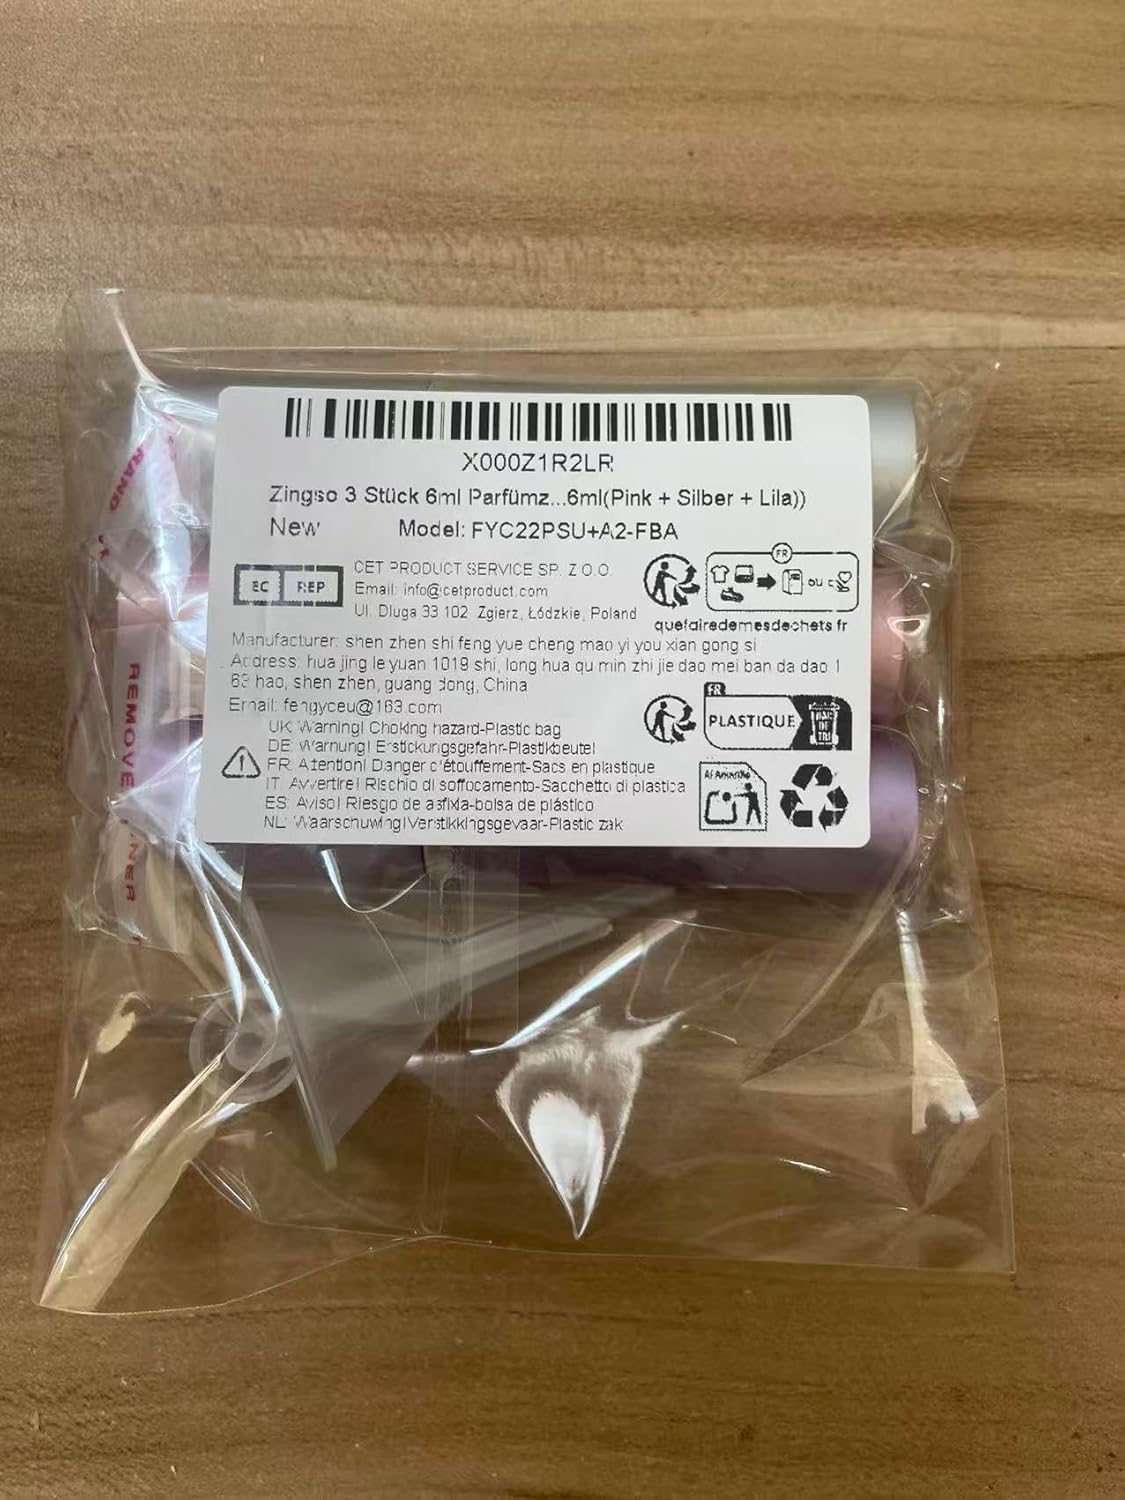 X000Z1R2LR
Zingso 3 Stück 6ml Parfümz...6ml(Pink + Silber + Lila))
New Model: FYC22PSU+A2-FBA
EC REP
CET PRODUCT SERVICE SP. Z O.O.
Email: info@cetproduct.com
Ul. Dluga 33 102 Zgierz, Łódzkie, Poland
FR
ou
quefairedemesdechets.fr
Manufacturer: shen zhen shi feng yue cheng mao yi you xian gong si
Address: hua jing le yuan 1019 shi, long hua qu min zhi jie dao mei ban da dao 1
63 hao, shen zhen, guang dong, China
Email: fengyceu@163.com
FR
PLASTIQUE
BAC
DE
TRI
UK: Warning! Choking hazard-Plastic bag
DE: Warnung! Erstickungsgefahr-Plastikbeutel
FR: Attention! Danger d'étouffement-Sacs en plastique
IT: Avvertire! Rischio di soffocamento-Sacchetto di plastica
ES: Aviso! Riesgo de asfixia-bolsa de plástico
NL: Waarschuwing!Verstikkingsgevaar-Plastic zak
REMOVE